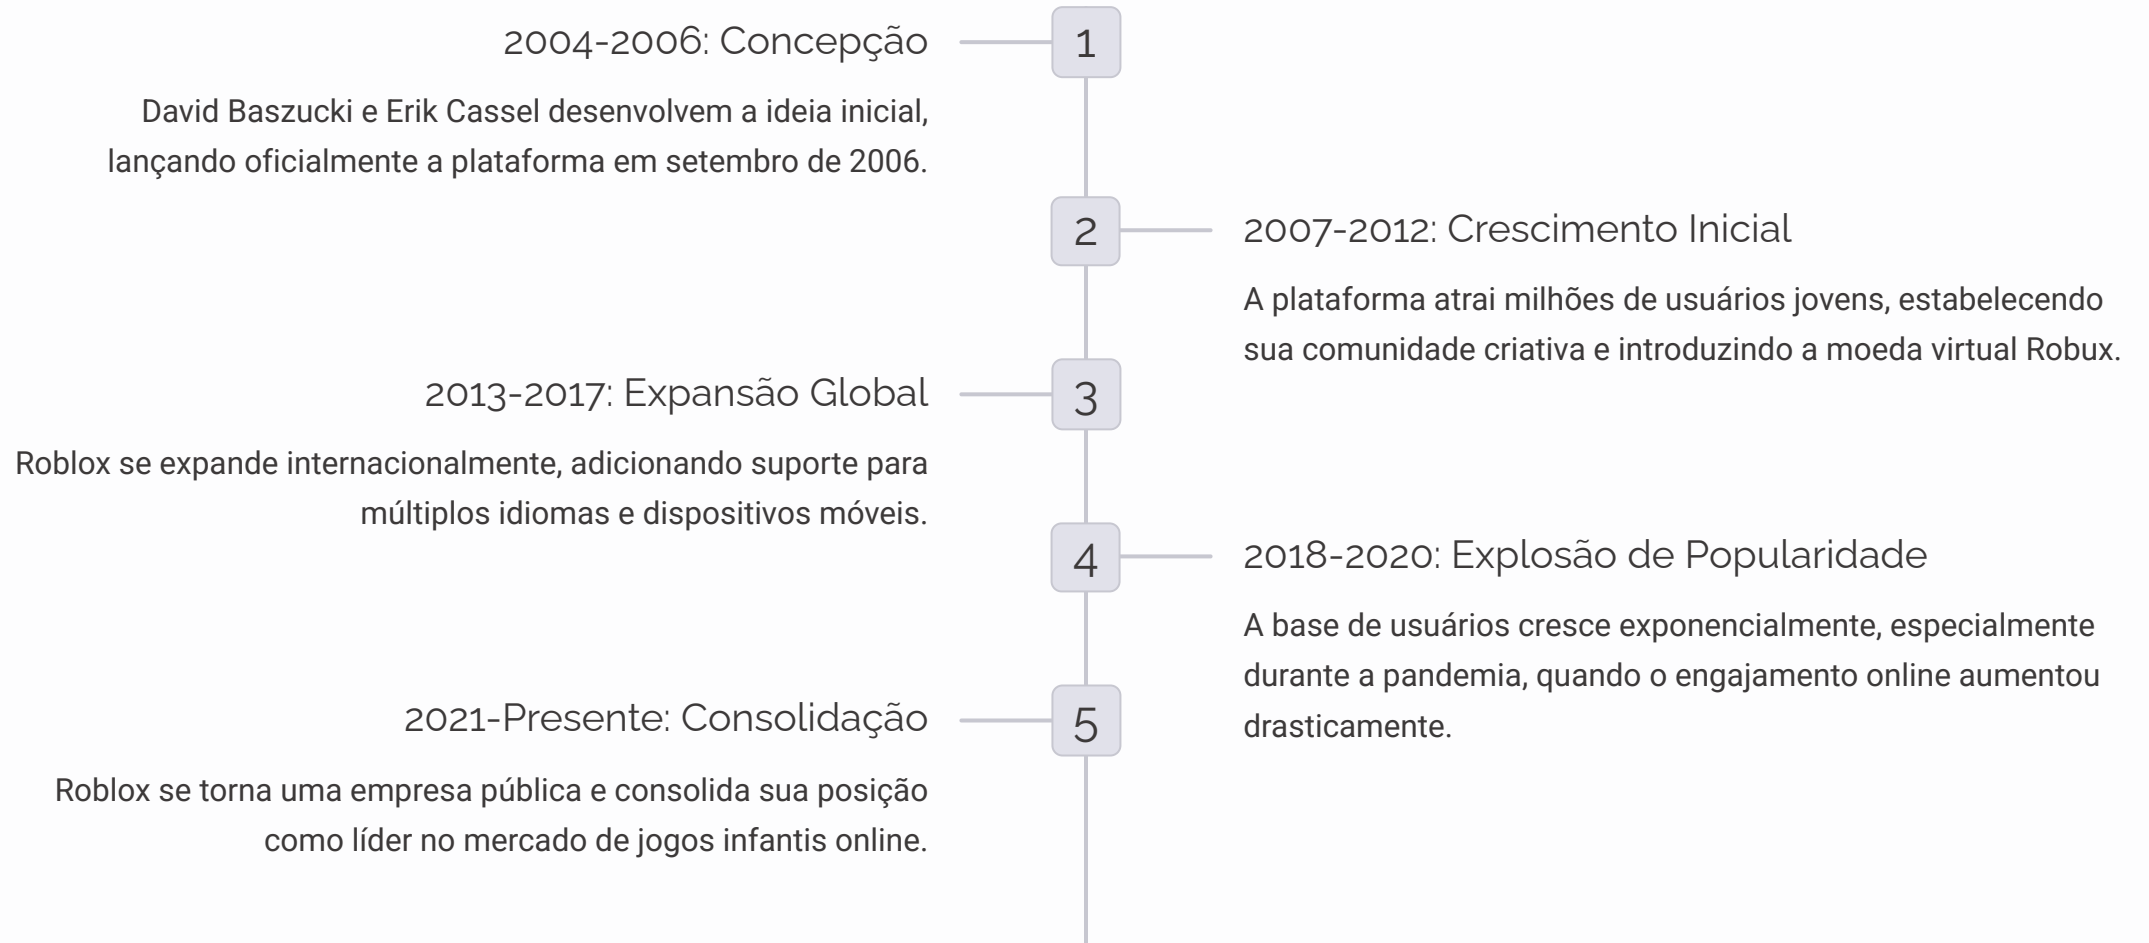 2004-2006: Concepção
1
David Baszucki e Erik Cassel desenvolvem a ideia inicial,
lançando oficialmente a plataforma em setembro de 2006.
2
2007-2012: Crescimento Inicial
A plataforma atrai milhões de usuários jovens, estabelecendo
sua comunidade criativa e introduzindo a moeda virtual Robux.
2013-2017: Expansão Global
3
Roblox se expande internacionalmente, adicionando suporte para
múltiplos idiomas e dispositivos móveis.
4
2018-2020: Explosão de Popularidade
A base de usuários cresce exponencialmente, especialmente
durante a pandemia, quando o engajamento online aumentou
drasticamente.
2021-Presente: Consolidação
5
Roblox se torna uma empresa pública e consolida sua posição
como líder no mercado de jogos infantis online.